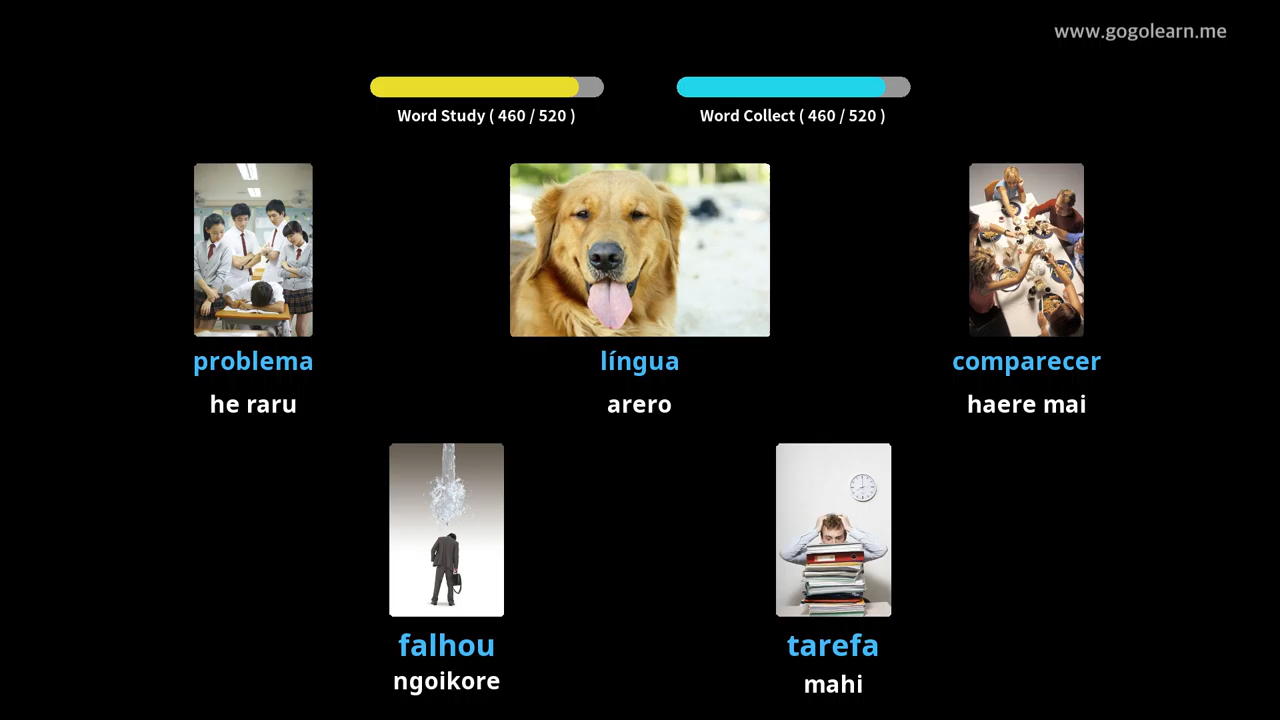 www.gogolearn.me
Word Study ( 460 / 520 )
Word Collect ( 460 / 520 )
problema
língua
comparecer
he raru
arero
haere mai
falhou
tarefa
ngoikore
mahi